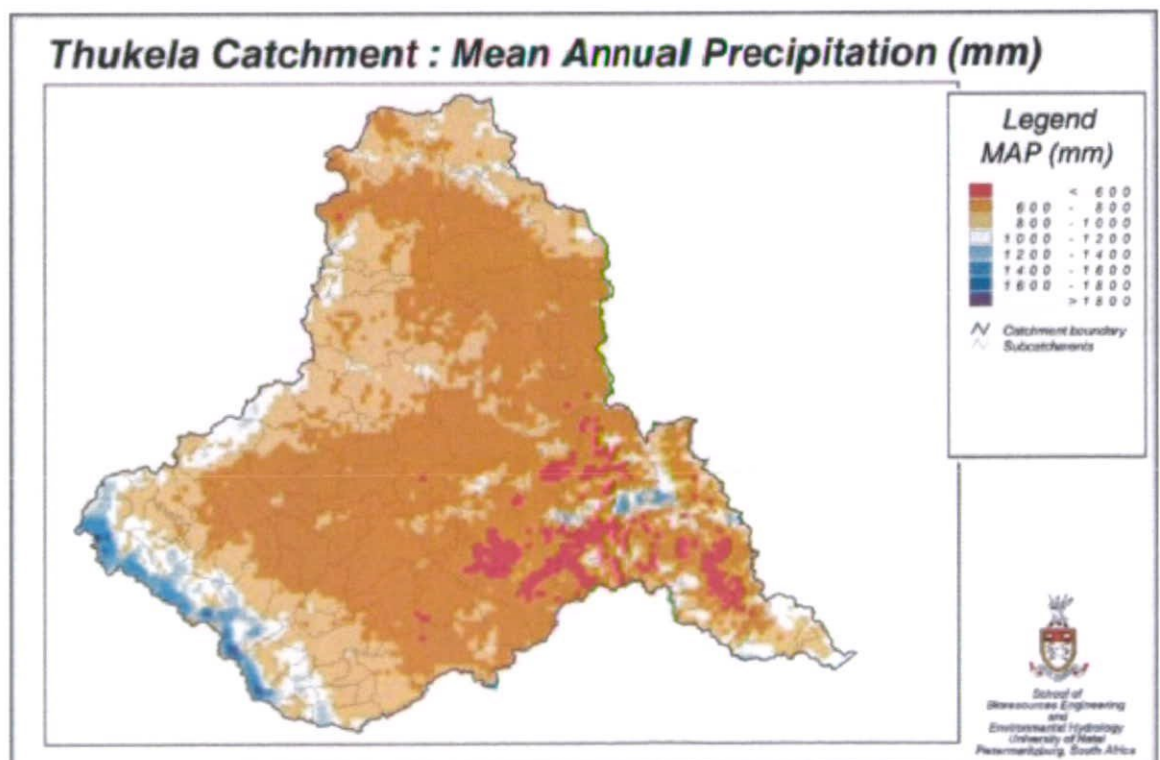 Thukela Catchment : Mean Annual Precipitation (mm)
Legend
MAP (mm)
< 600
600 - 800
800 - 1000
1000 - 1200
1200 - 1400
1400 - 1600
1600 - 1800
> 1800
Catchment boundary
Subcatchments
School of
Bioresources Engineering
and
Environmental Hydrology
University of Natal
Pietermaritzburg, South Africa